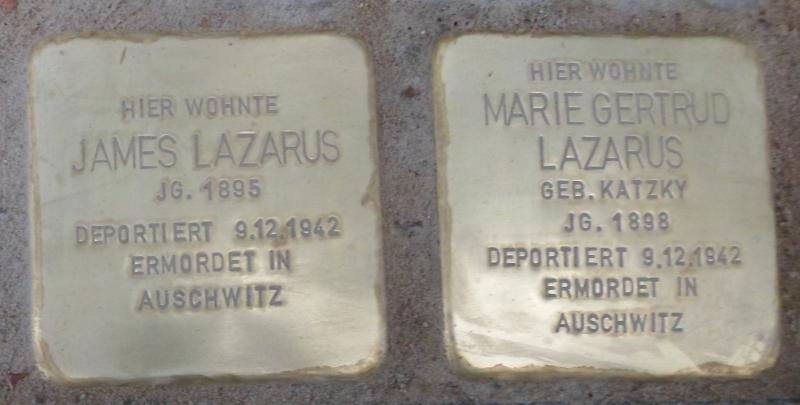 HIER WOHNTE
JAMES LAZARUS
JG. 1895
DEPORTIERT 9.12.1942
ERMORDET IN
AUSCHWITZ
HIER WOHNTE
MARIE GERTRUD
LAZARUS
GEB. KATZKY
JG. 1898
DEPORTIERT 9.12.1942
ERMORDET IN
AUSCHWITZ